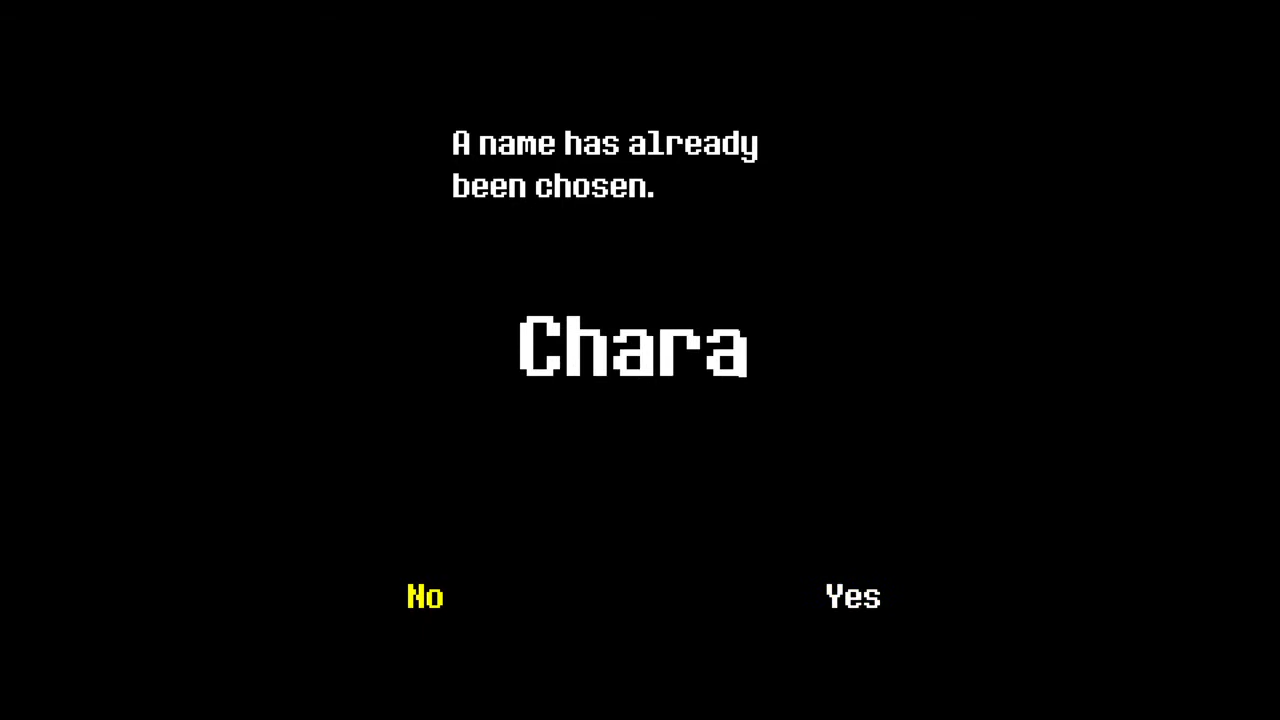 A name has already
been chosen.
Chara
No
Yes